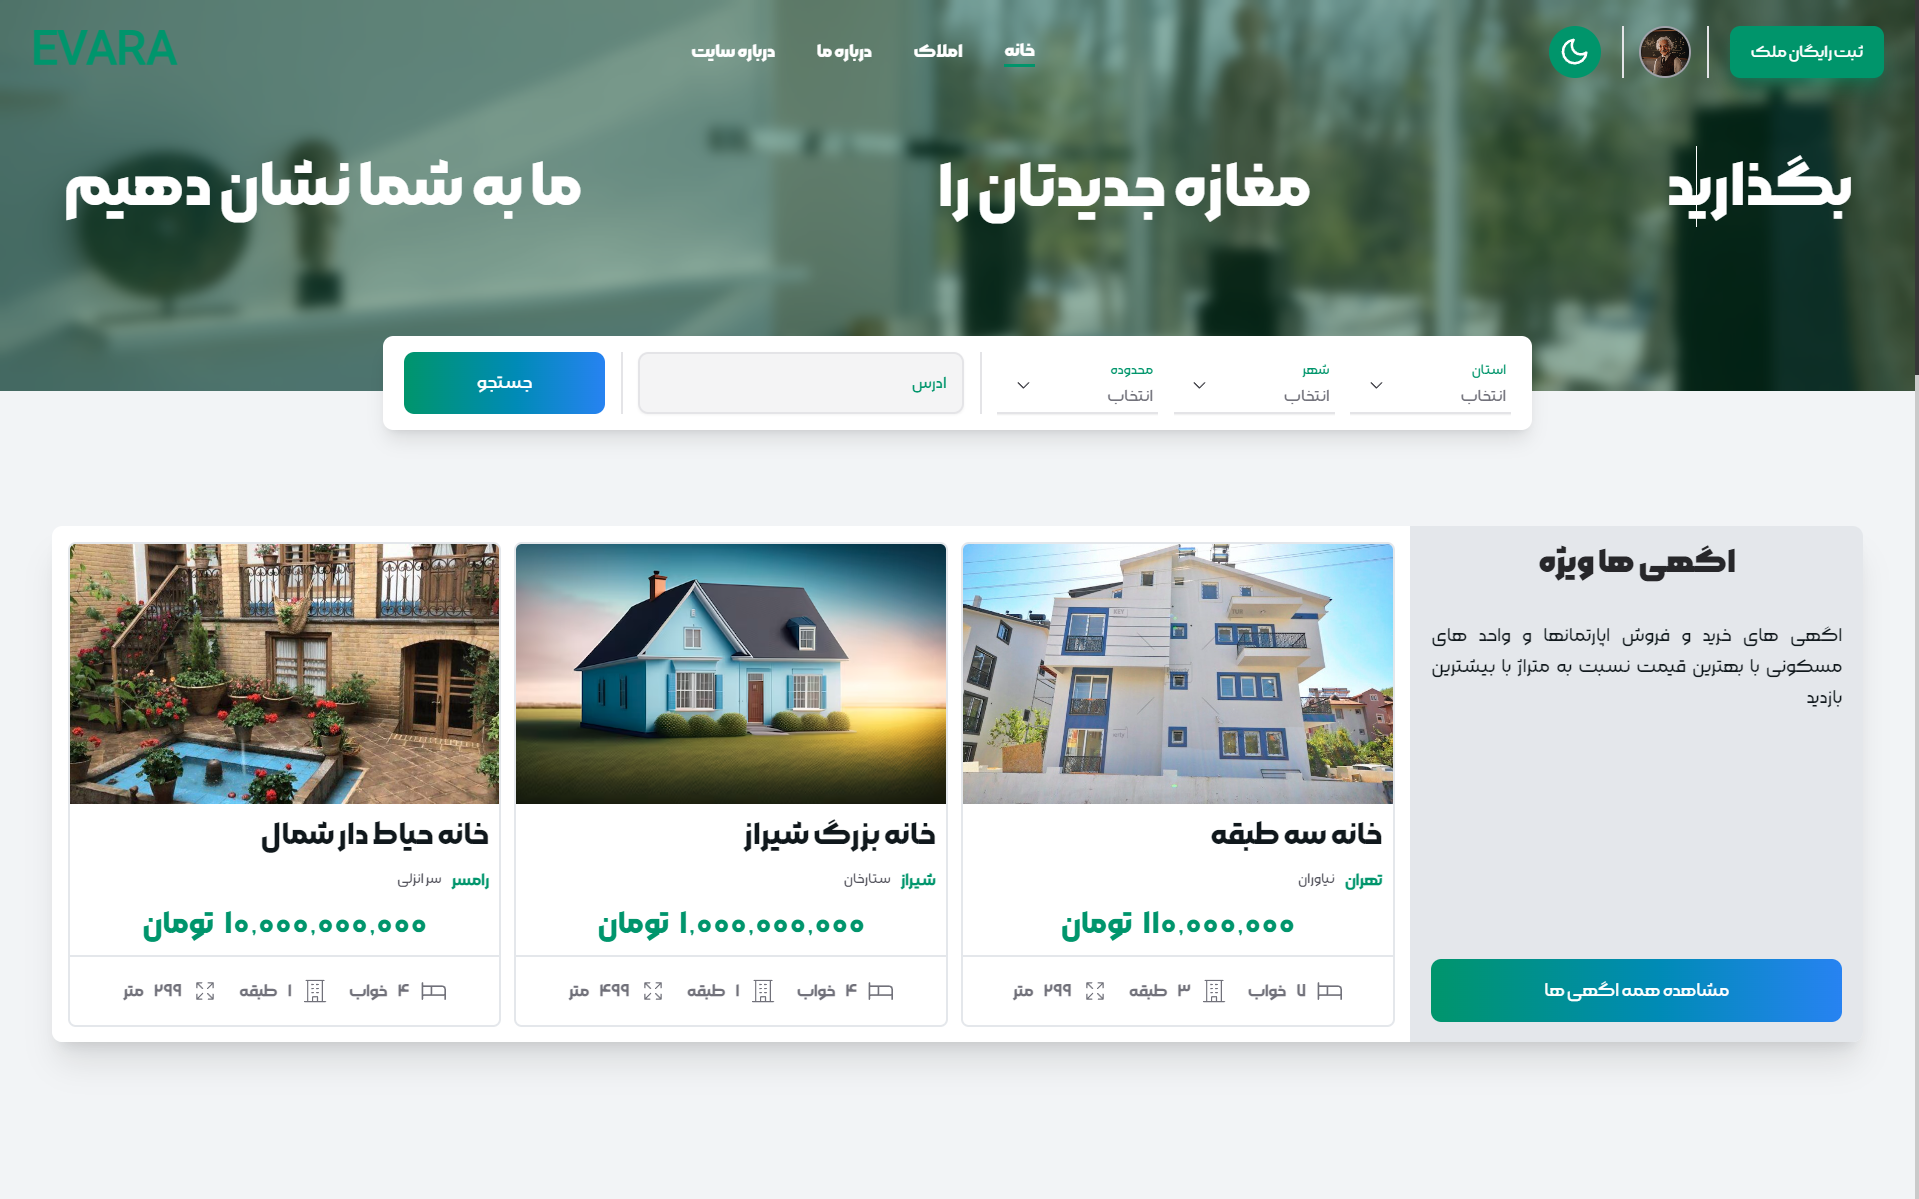 ثبت رایگان ملک
خانه
املاک
درباره ما
درباره سایت
EVARA
بگذارید
مغازه جدیدتان را
ما به شما نشان دهیم
استان
انتخاب
شهر
انتخاب
محدوده
انتخاب
ادرس
جستجو
اگهی ها ویژه
اگهی های خرید و فروش اپارتمانها و واحد های
مسکونی با بهترین قیمت نسبت به متراژ با بیشترین
بازدید
مشاهده همه اگهی ها
خانه سه طبقه
تهران نیاوران
۱۱۰,۰۰۰,۰۰۰ تومان
۷ خواب ۳ طبقه ۲۹۹ متر
خانه بزرگ شیراز
شیراز ستارخان
۱,۰۰۰,۰۰۰,۰۰۰ تومان
۴ خواب ۱ طبقه ۴۹۹ متر
خانه حیاط دار شمال
رامسر سر انزلی
۱۰,۰۰۰,۰۰۰,۰۰۰ تومان
۴ خواب ۱ طبقه ۲۹۹ متر